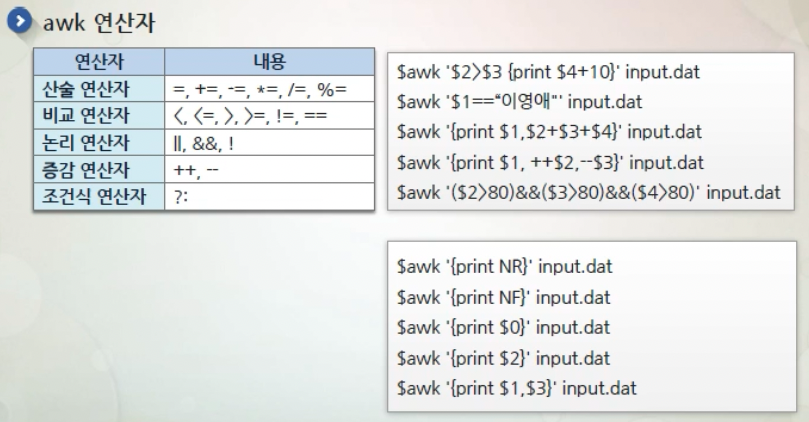 awk 연산자
연산자 내용
산술 연산자 =, +=, -=, *=, /=, %=
비교 연산자 <, <=, >, >=, !=, ==
논리 연산자 ||, &&, !
증감 연산자 ++, --
조건식 연산자 ?:
$awk '$2>$3 {print $4+10}' input.dat
$awk '$1=="이영애"' input.dat
$awk '{print $1,$2+$3+$4}' input.dat
$awk '{print $1, ++$2,--$3}' input.dat
$awk '($2>80)&&($3>80)&&($4>80)' input.dat
$awk '{print NR}' input.dat
$awk '{print NF}' input.dat
$awk '{print $0}' input.dat
$awk '{print $2}' input.dat
$awk '{print $1,$3}' input.dat